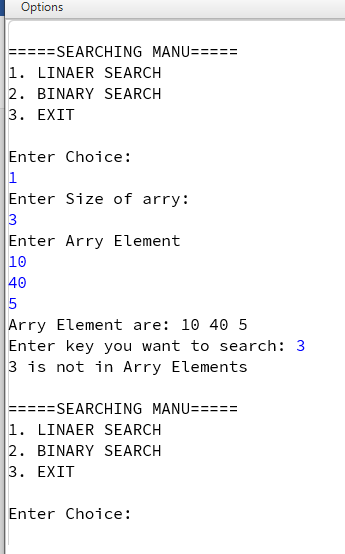 Options
=====SEARCHING MANU=====
1. LINAER SEARCH
2. BINARY SEARCH
3. EXIT
Enter Choice:
1
Enter Size of arry:
3
Enter Arry Element
10
40
5
Arry Element are: 10 40 5
Enter key you want to search: 3
3 is not in Arry Elements
=====SEARCHING MANU=====
1. LINAER SEARCH
2. BINARY SEARCH
3. EXIT
Enter Choice: